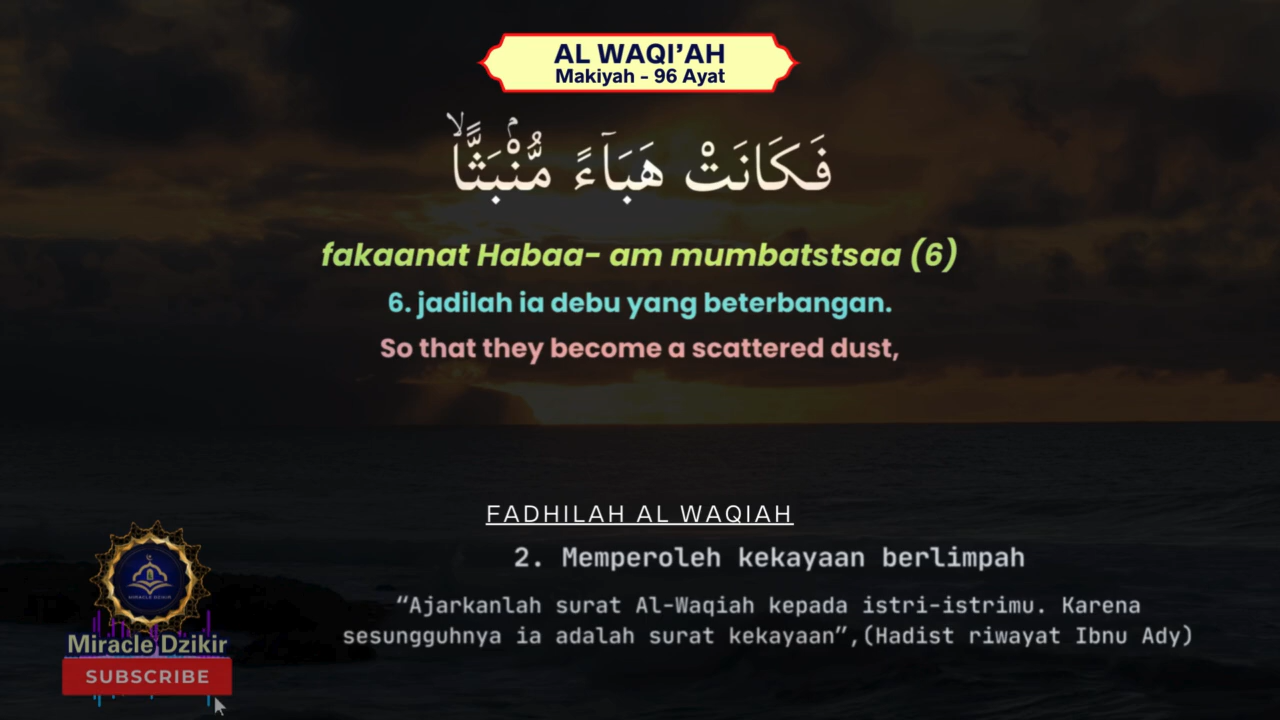 AL WAQI’AH
Makiyah - 96 Ayat
فَكَانَتْ هَبَاۤءً مُّنْۢبَثًّاۙ
fakaanat Habaa- am mumbatstsaa (6)
6. jadilah ia debu yang beterbangan.
So that they become a scattered dust,
FADHILAH AL WAQIAH
2. Memperoleh kekayaan berlimpah
“Ajarkanlah surat Al-Waqiah kepada istri-istrimu. Karena
sesungguhnya ia adalah surat kekayaan”,(Hadist riwayat Ibnu Ady)
MIRACLE DZIKIR
Miracle Dzikir
SUBSCRIBE